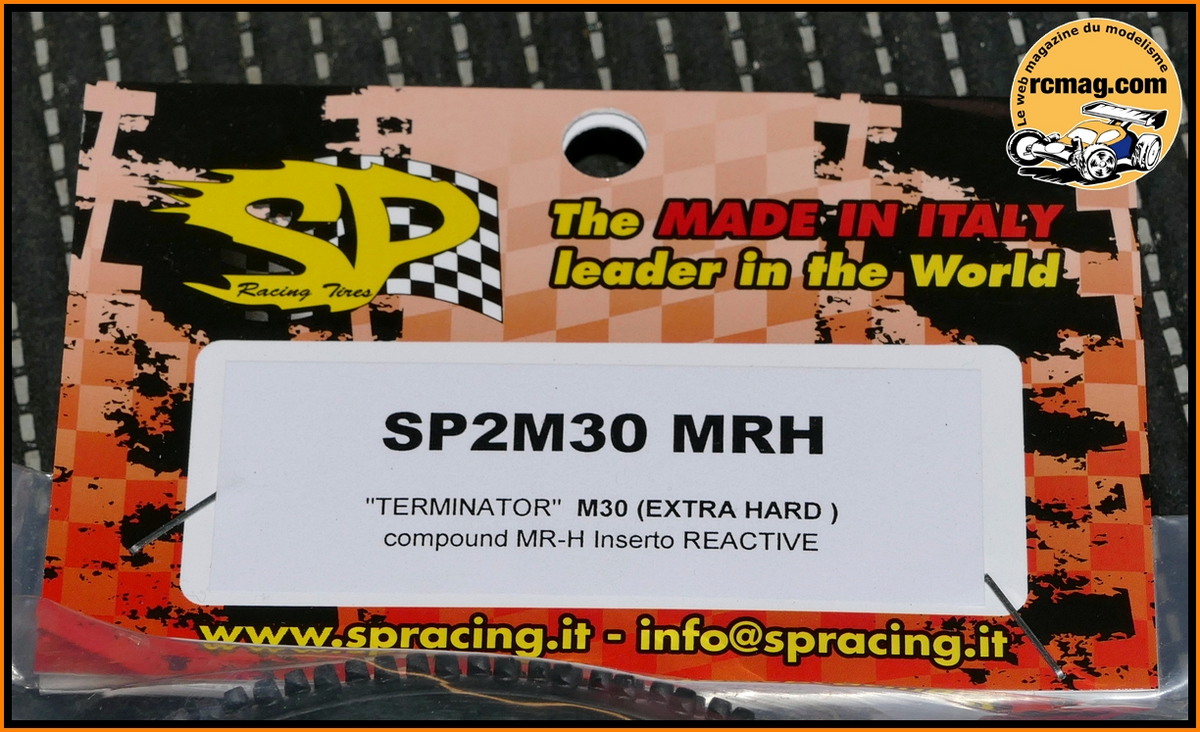 Le web magazine du modelisme
rcmag.com
SP
Racing Tires
The MADE IN ITALY
leader in the World
SP2M30 MRH
"TERMINATOR" M30 (EXTRA HARD )
compound MR-H Inserto REACTIVE
www.spracing.it - info@spracing.it